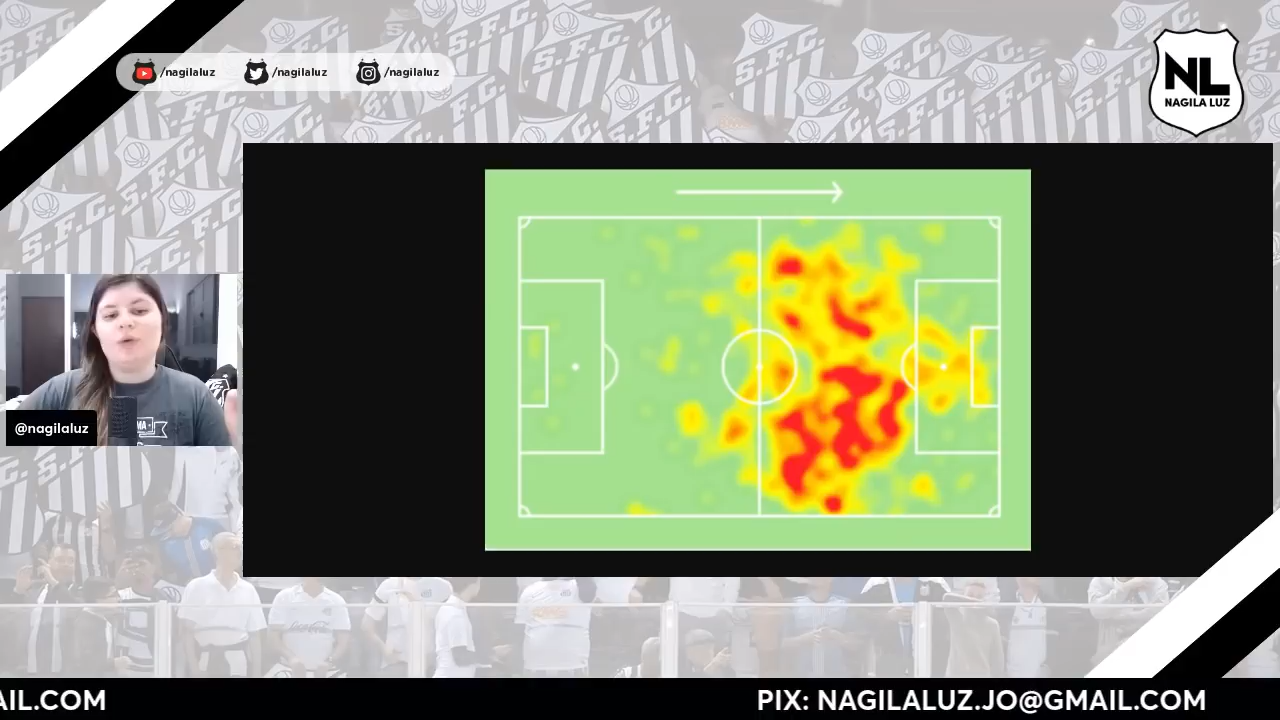 /nagilaluz /nagilaluz /nagilaluz
NL
NAGILA LUZ
S.F.C.
S.F.C.
S.F.C.
S.F.C.
S.F.C.
@nagilaluz
AIL.COM PIX: NAGILALUZ.JO@GMAIL.COM